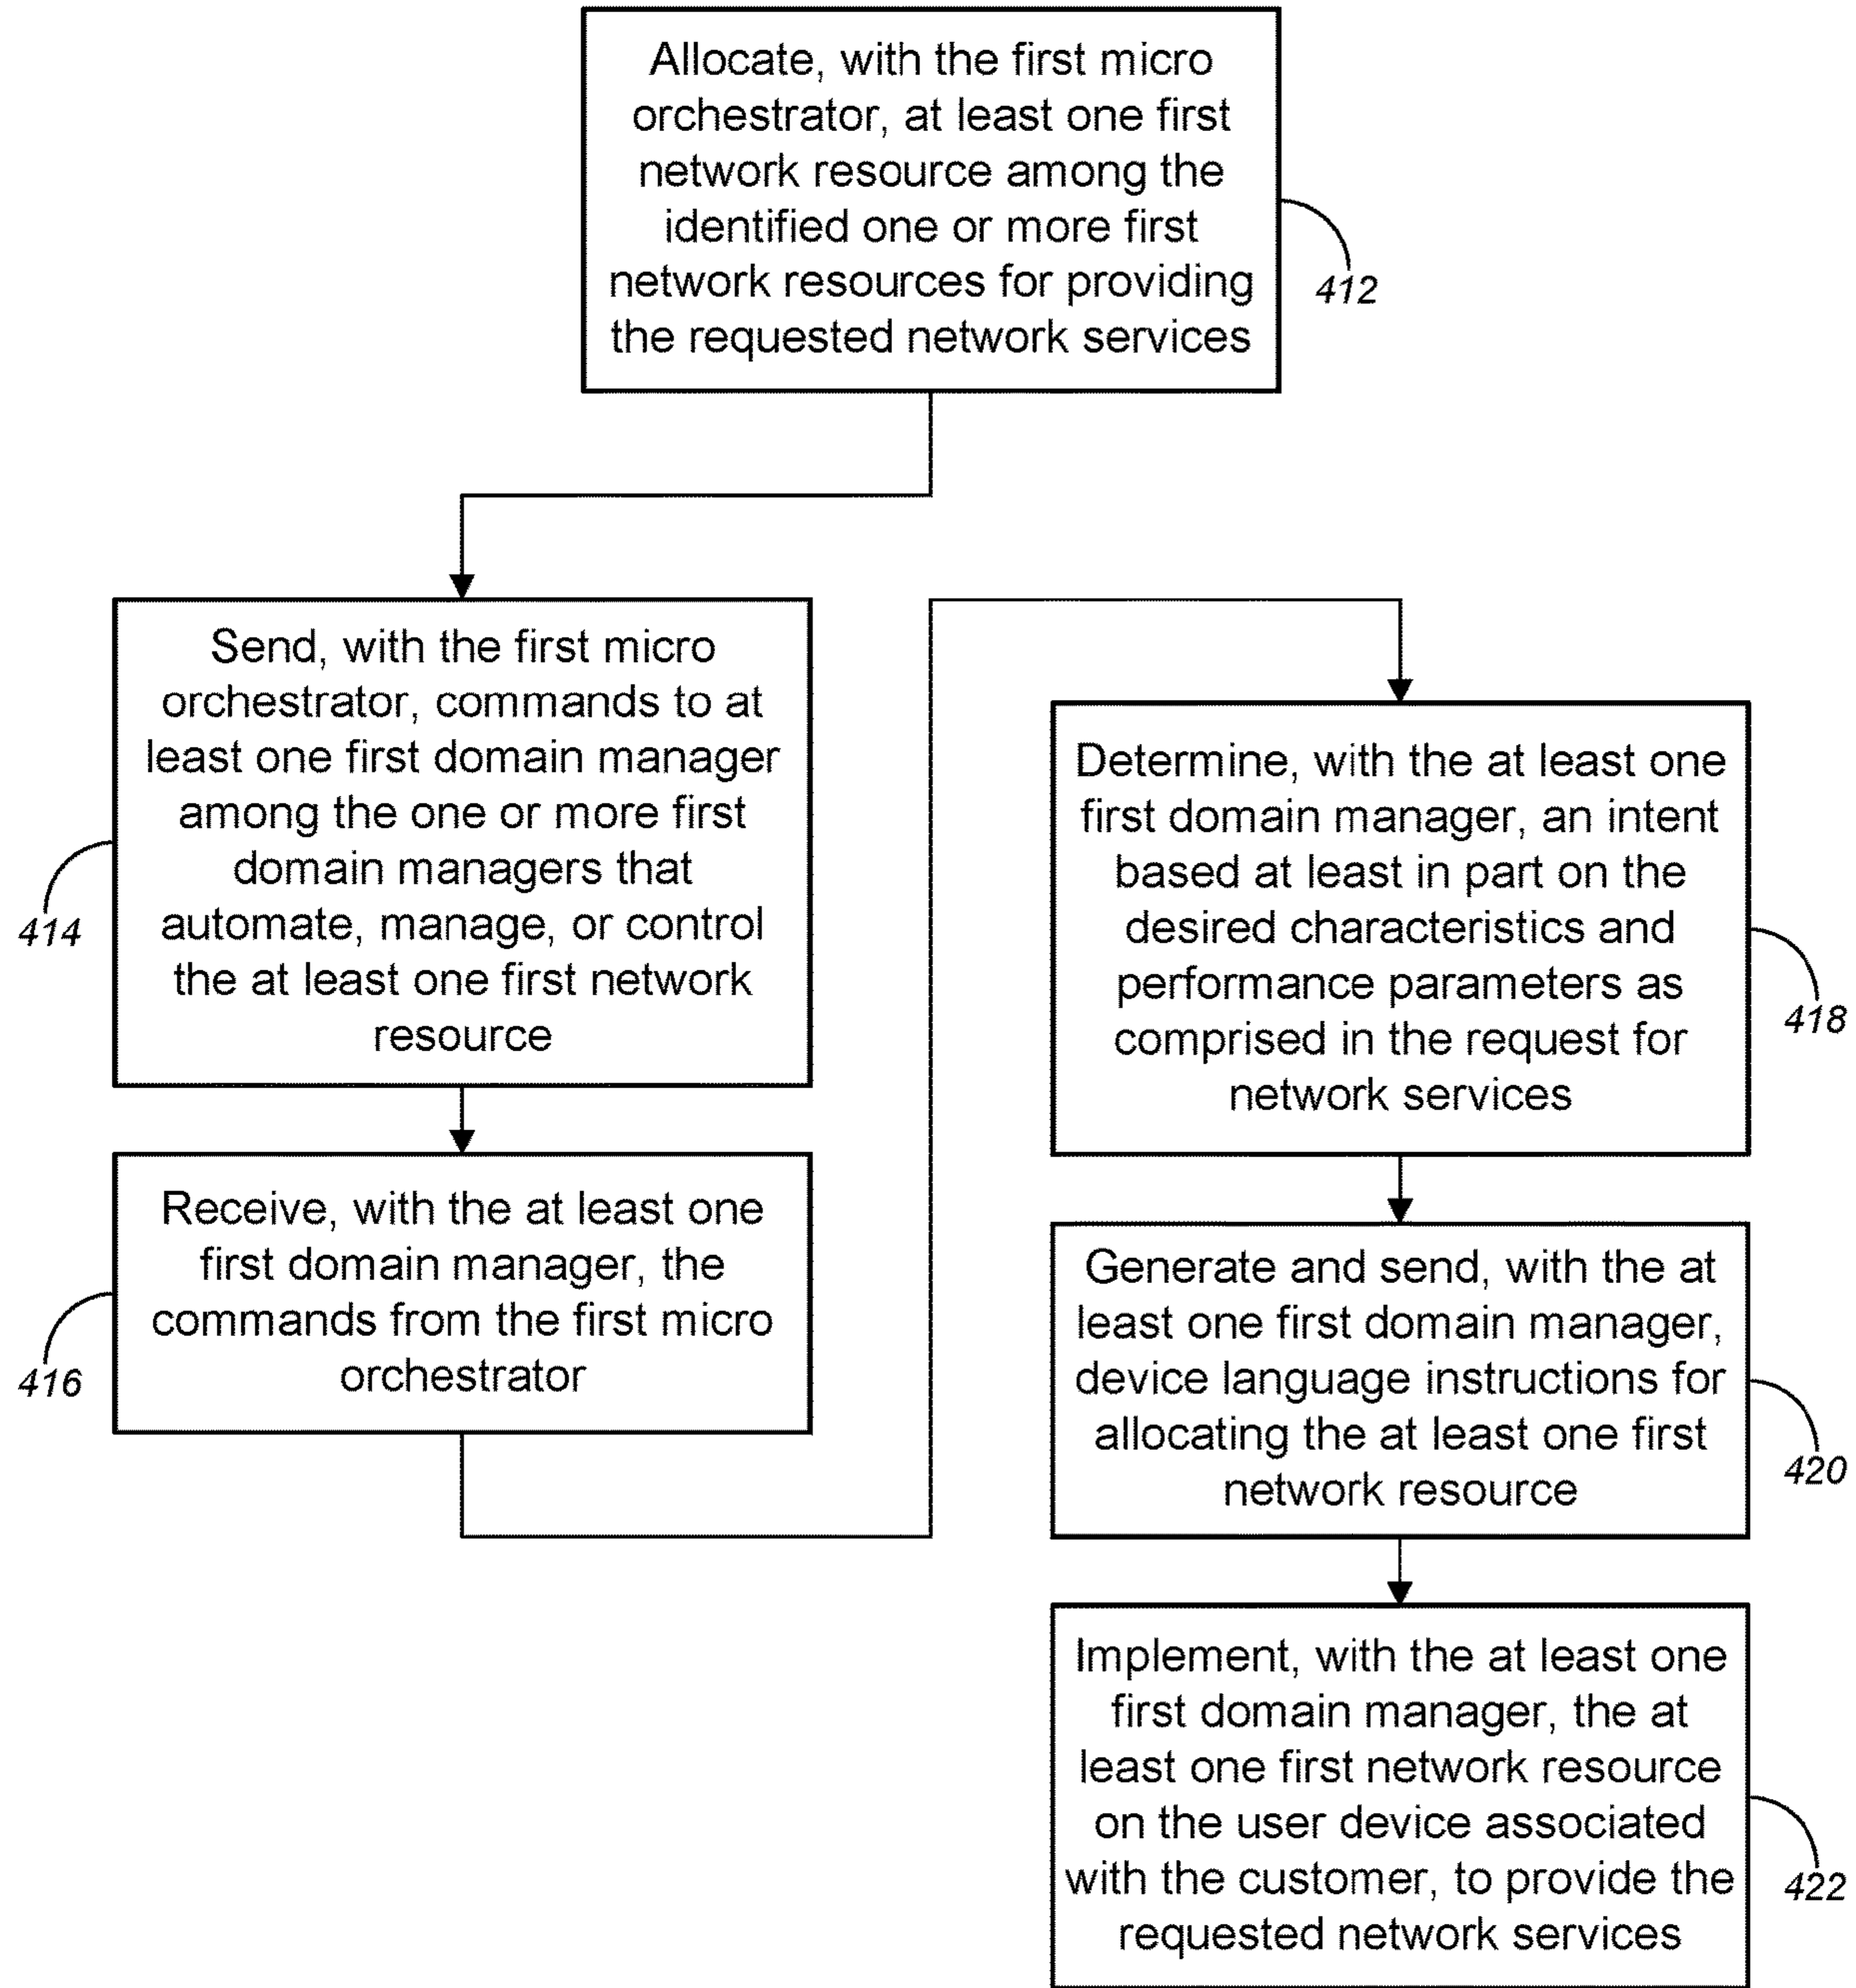 Allocate, with the first micro
orchestrator, at least one first
network resource among the
identified one or more first
network resources for providing
the requested network services
412
Send, with the first micro
orchestrator, commands to at
least one first domain manager
among the one or more first
domain managers that
automate, manage, or control
the at least one first network
resource
414
Receive, with the at least one
first domain manager, the
commands from the first micro
orchestrator
416
Determine, with the at least one
first domain manager, an intent
based at least in part on the
desired characteristics and
performance parameters as
comprised in the request for
network services
418
Generate and send, with the at
least one first domain manager,
device language instructions for
allocating the at least one first
network resource
420
Implement, with the at least one
first domain manager, the at
least one first network resource
on the user device associated
with the customer, to provide the
requested network services
422